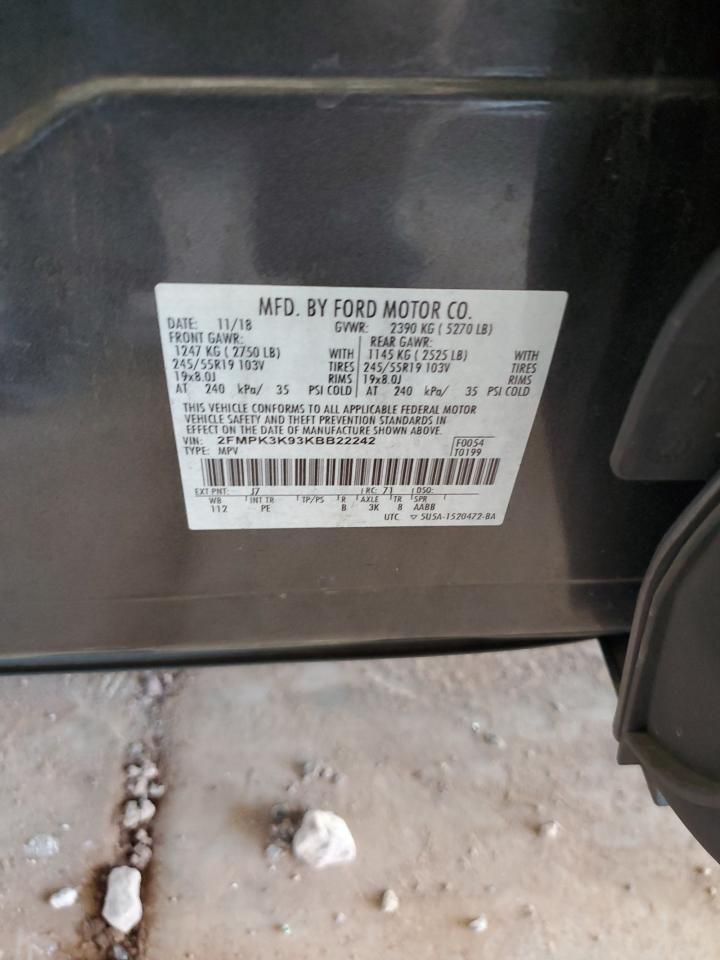 MFD. BY FORD MOTOR CO.
DATE: 11/18 GVWR: 2390 KG ( 5270 LB)
FRONT GAWR: REAR GAWR:
1247 KG ( 2750 LB) WITH 1145 KG ( 2525 LB) WITH
245/55R19 103V TIRES 245/55R19 103V TIRES
19x8.0J RIMS 19x8.0J RIMS
AT 240 kPa/ 35 PSI COLD AT 240 kPa/ 35 PSI COLD
THIS VEHICLE CONFORMS TO ALL APPLICABLE FEDERAL MOTOR
VEHICLE SAFETY AND THEFT PREVENTION STANDARDS IN
EFFECT ON THE DATE OF MANUFACTURE SHOWN ABOVE.
VIN: 2FMPK3K93KBB22242 F0054
TYPE: MPV T0199
EXT PNT: J7 RC: 71 DSO:
WB INT TR TP/PS R AXLE TR SPR
112 PE B 3K 8 AABB
UTC ▽ 5U5A-1520472-BA